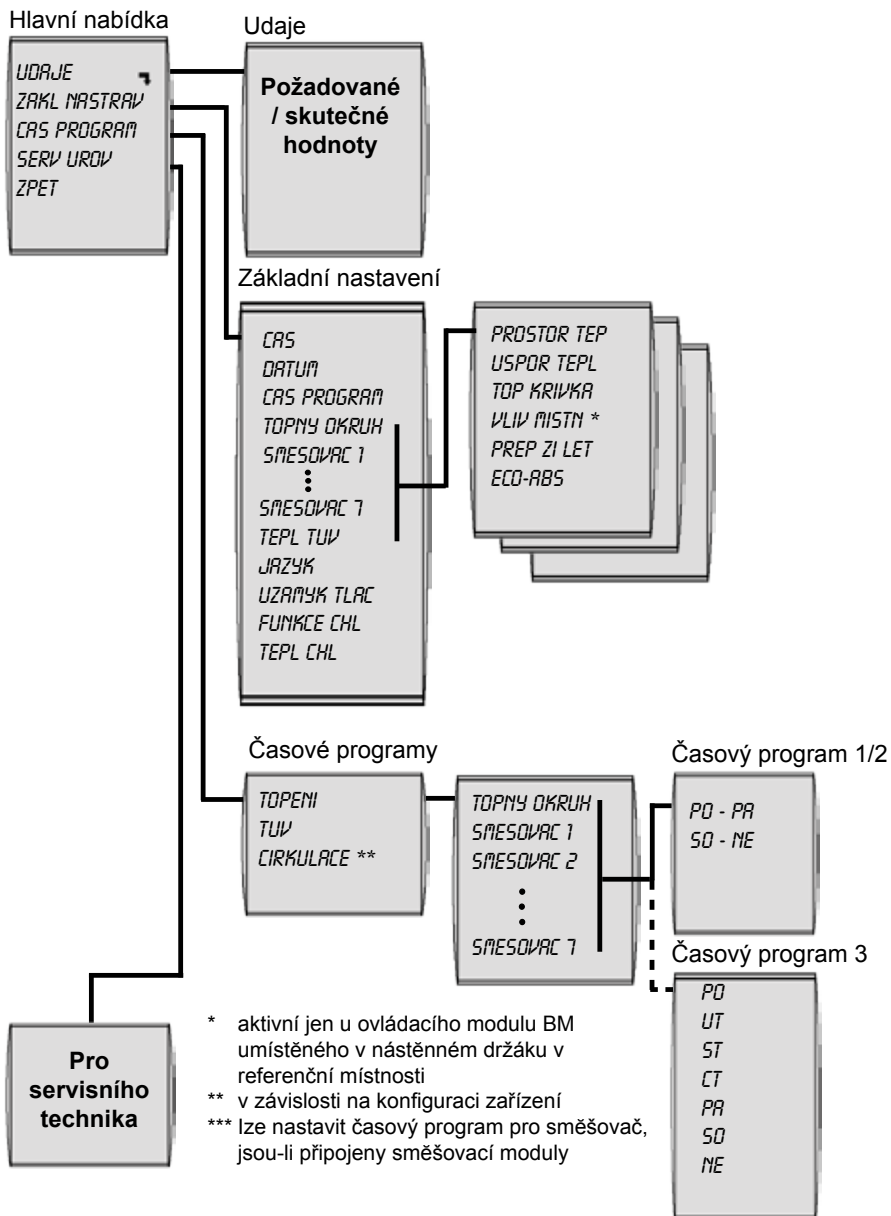 Hlavní nabídka
UDAJE
ZAKL NASTRAV
CAS PROGRAM
SERV UROV
ZPET
Udaje
Požadované
/ skutečné
hodnoty
Základní nastavení
CAS
DATUM
CAS PROGRAM
TOPNY OKRUH
SMESOVAC 1
SMESOVAC 7
TEPL TUV
JAZYK
UZAMYK TLAC
FUNKCE CHL
TEPL CHL
PROSTOR TEP
USPOR TEPL
TOP KRIVKA
VLIV MISTN *
PREP ZI LET
ECO-ABS
Časové programy
TOPENI
TUV
CIRKULACE **
TOPNY OKRUH
SMESOVAC 1
SMESOVAC 2
SMESOVAC 7
Časový program 1/2
PO - PA
SO - NE
Časový program 3
PO
UT
ST
CT
PA
SO
NE
Pro
servisního
technika
* aktivní jen u ovládacího modulu BM
umístěného v nástěnném držáku v
referenční místnosti
** v závislosti na konfiguraci zařízení
*** lze nastavit časový program pro směšovač,
jsou-li připojeny směšovací moduly